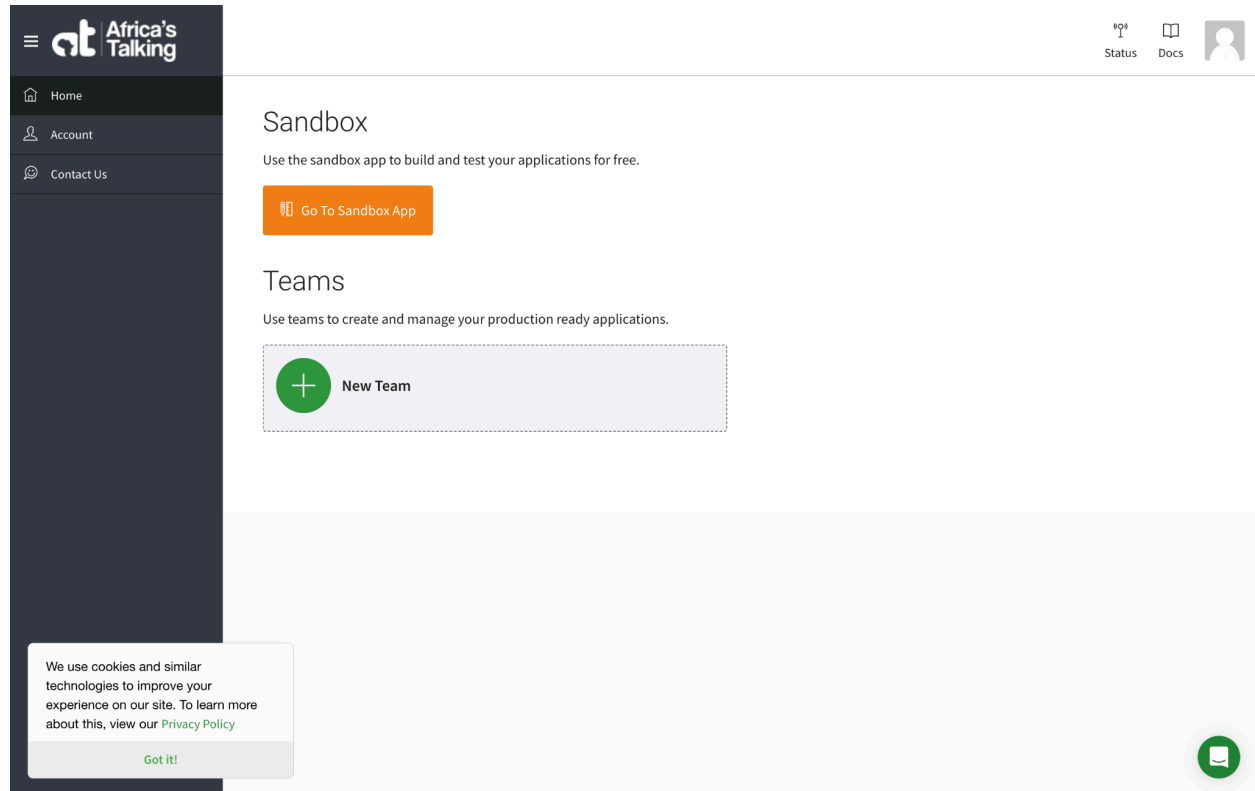 at Africa's
Talking
Status
Docs
Home
Account
Contact Us
Sandbox
Use the sandbox app to build and test your applications for free.
Go To Sandbox App
Teams
Use teams to create and manage your production ready applications.
New Team
We use cookies and similar
technologies to improve your
experience on our site. To learn more
about this, view our Privacy Policy
Got it!